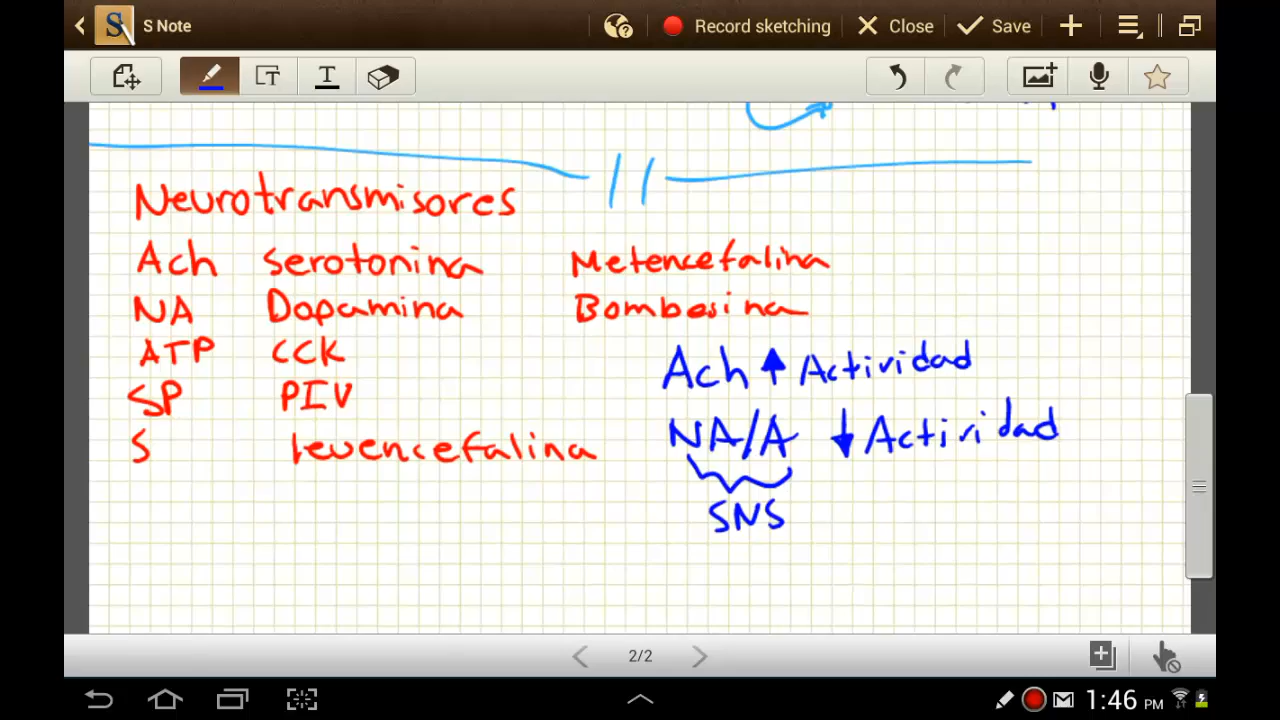 S Note
Record sketching
Close
Save
T
T
Neurotransmisores
Ach serotonina Metencefalina
NA Dopamina Bombesina
ATP CCK
SP PIV
S leuencefalina
Ach ↑ Actividad
NA/A ↓ Actividad
SNS
2/2
1:46 PM